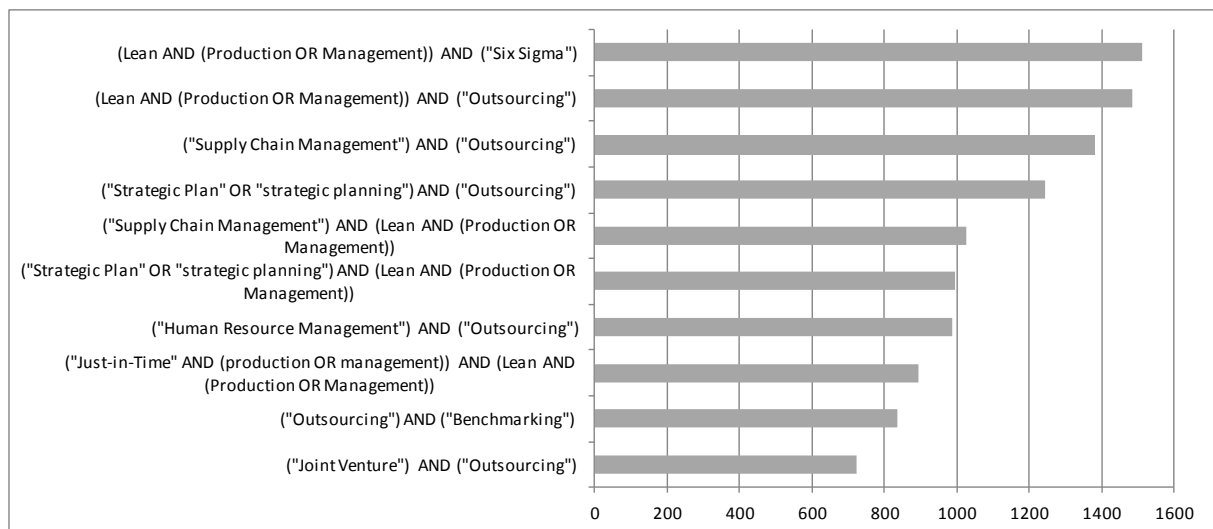 (Lean AND (Production OR Management)) AND ("Six Sigma")
(Lean AND (Production OR Management)) AND ("Outsourcing")
("Supply Chain Management") AND ("Outsourcing")
("Strategic Plan" OR "strategic planning") AND ("Outsourcing")
("Supply Chain Management") AND (Lean AND (Production OR
Management))
("Strategic Plan" OR "strategic planning") AND (Lean AND (Production OR
Management))
("Human Resource Management") AND ("Outsourcing")
("Just-in-Time" AND (production OR management)) AND (Lean AND
(Production OR Management))
("Outsourcing") AND ("Benchmarking")
("Joint Venture") AND ("Outsourcing")
0 200 400 600 800 1000 1200 1400 1600